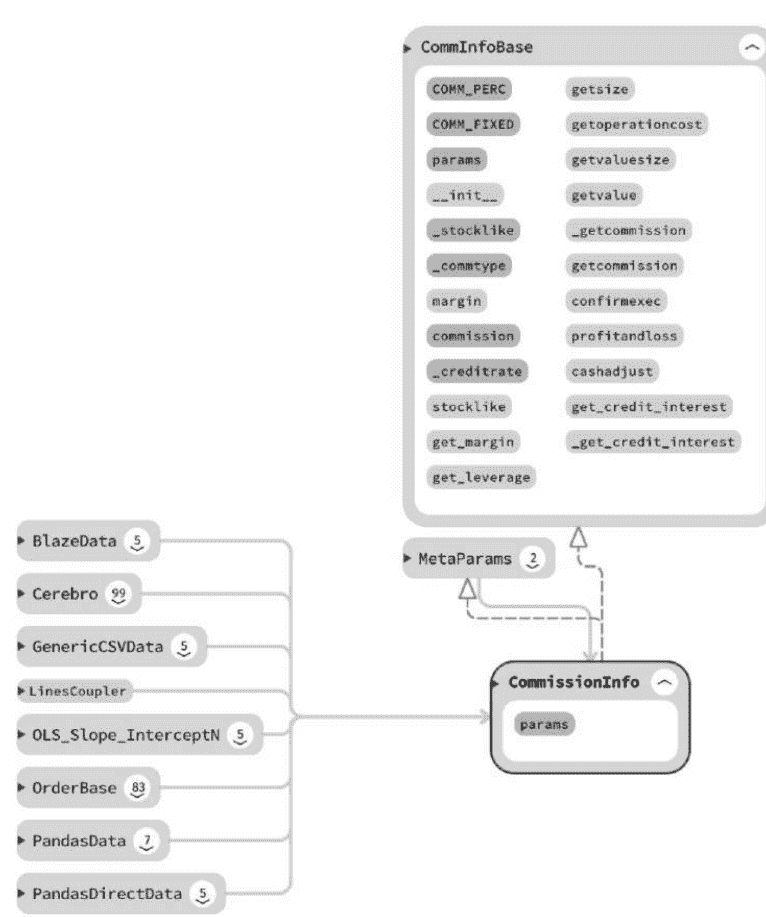 CommInfoBase
COMM_PERC getsize
COMM_FIXED getoperationcost
params getvaluesize
__init__ getvalue
_stocklike _getcommission
_commtype getcommission
margin confirmexec
commission profitandloss
_creditrate cashadjust
stocklike get_credit_interest
get_margin _get_credit_interest
get_leverage
BlazeData 5
MetaParams 2
Cerebro 99
GenericCSVData 5
CommissionInfo
LinesCoupler
params
OLS_Slope_InterceptN 5
OrderBase 83
PandasData 7
PandasDirectData 5